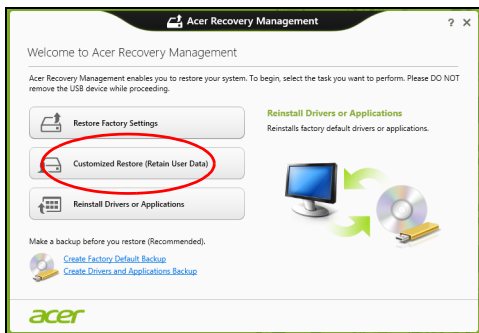 Acer Recovery Management
? ×
Welcome to Acer Recovery Management
Acer Recovery Management enables you to restore your system. To begin, select the task you want to perform. Please DO NOT
remove the USB device while proceeding.
Restore Factory Settings
Customized Restore (Retain User Data)
Reinstall Drivers or Applications
Reinstall Drivers or Applications
Reinstalls factory default drivers or applications.
Make a backup before you restore (Recommended).
Create Factory Default Backup
Create Drivers and Applications Backup
acer